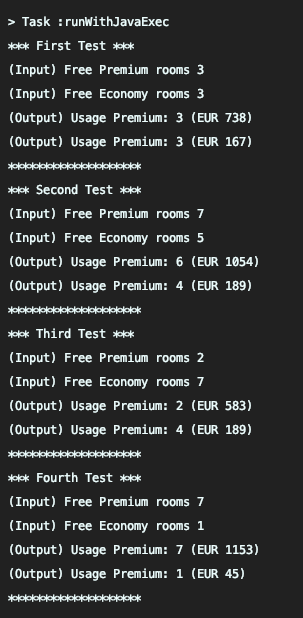 > Task :runWithJavaExec
*** First Test ***
(Input) Free Premium rooms 3
(Input) Free Economy rooms 3
(Output) Usage Premium: 3 (EUR 738)
(Output) Usage Premium: 3 (EUR 167)
*******************
*** Second Test ***
(Input) Free Premium rooms 7
(Input) Free Economy rooms 5
(Output) Usage Premium: 6 (EUR 1054)
(Output) Usage Premium: 4 (EUR 189)
*******************
*** Third Test ***
(Input) Free Premium rooms 2
(Input) Free Economy rooms 7
(Output) Usage Premium: 2 (EUR 583)
(Output) Usage Premium: 4 (EUR 189)
*******************
*** Fourth Test ***
(Input) Free Premium rooms 7
(Input) Free Economy rooms 1
(Output) Usage Premium: 7 (EUR 1153)
(Output) Usage Premium: 1 (EUR 45)
*******************